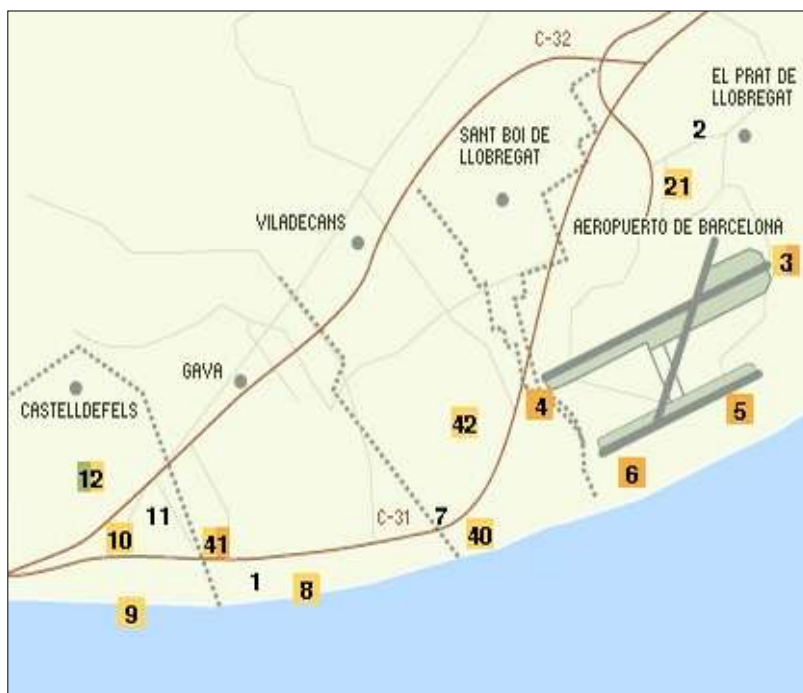 C-32
EL PRAT DE
LLOBREGAT
2
SANT BOI DE
LLOBREGAT
21
VILADECANS
AEROPUERTO DE BARCELONA
3
GAVA
CASTELLDEFELS
4
5
42
6
12
11
C-31
7
10
41
40
1
8
9